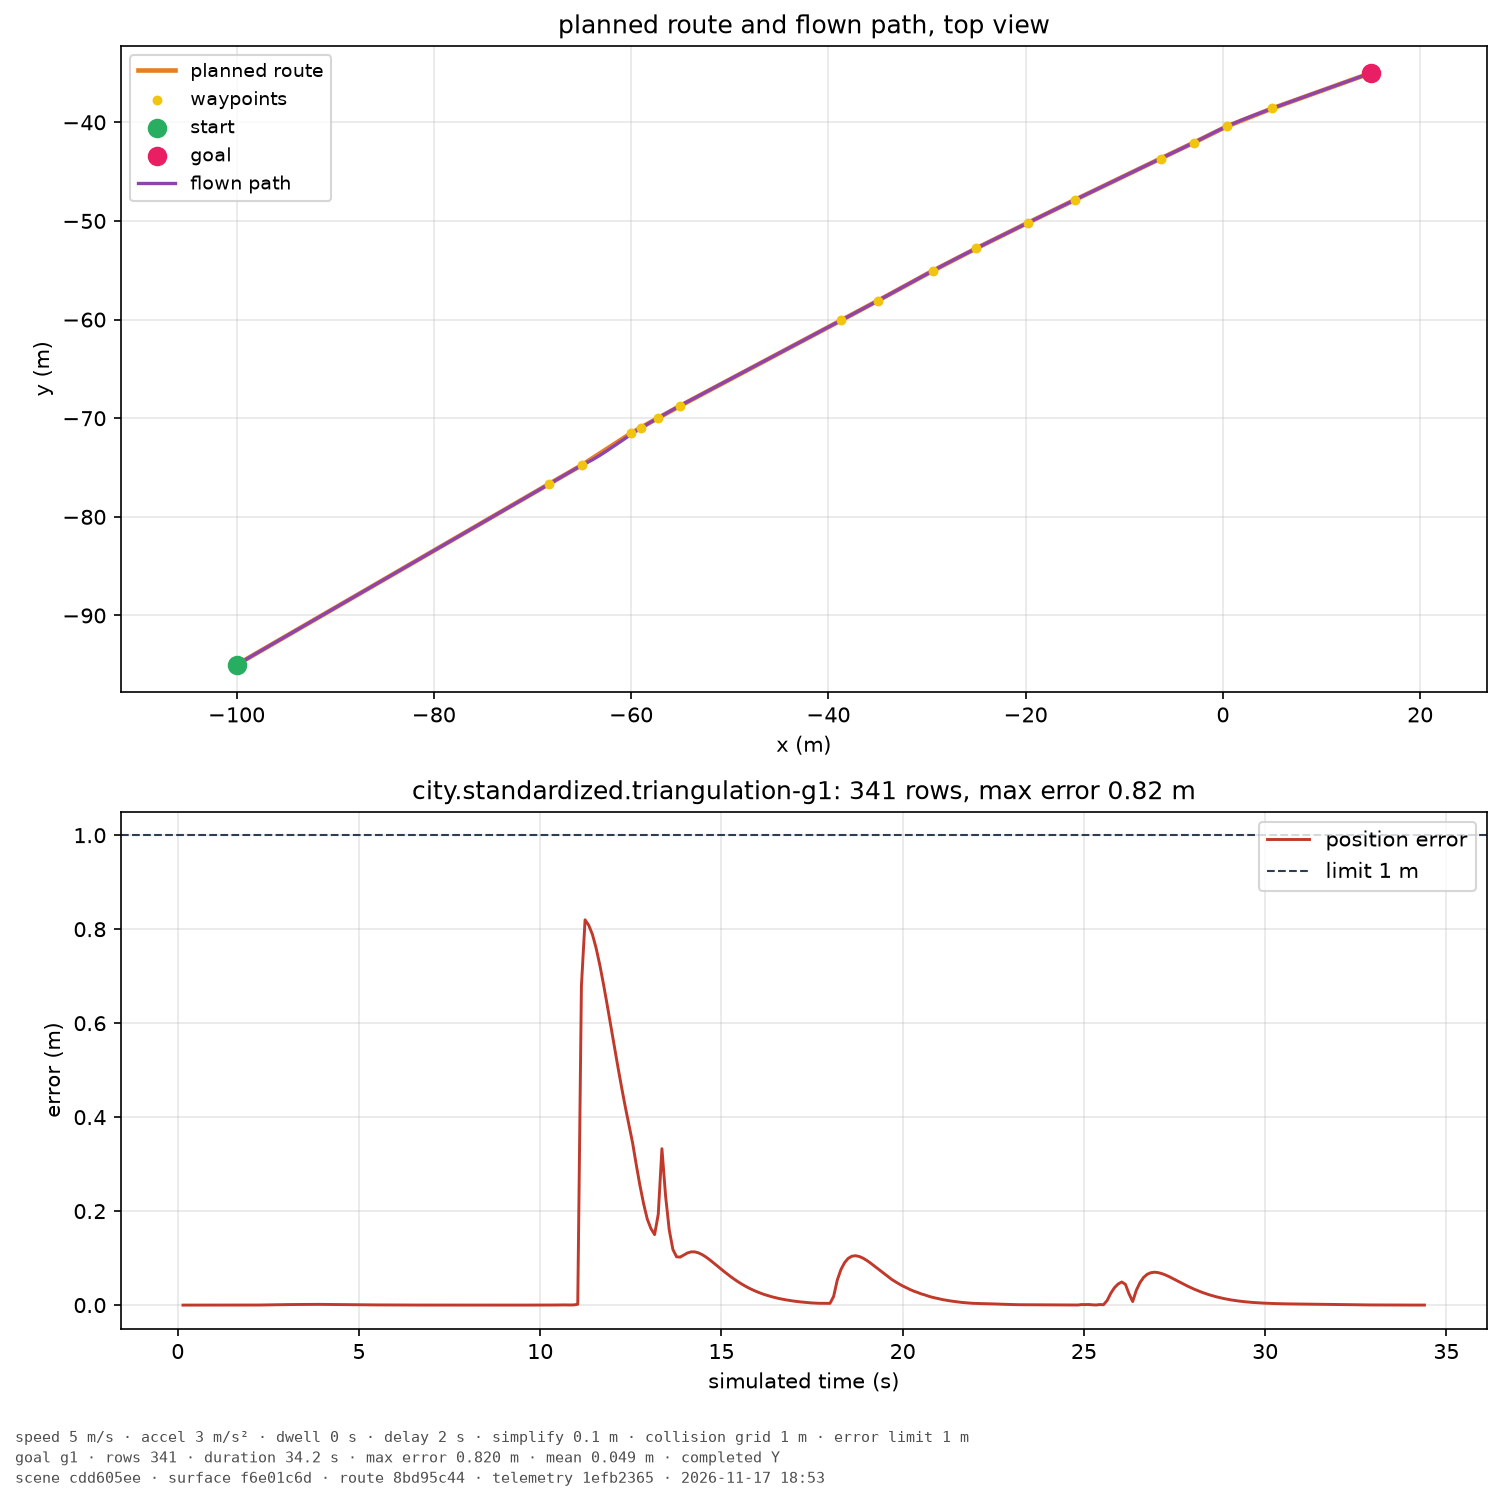 planned route and flown path, top view
planned route
waypoints
start
goal
flown path
−40
−50
−60
−70
−80
−90
y (m)
−100
−80
−60
−40
−20
0
20
x (m)
city.standardized.triangulation-g1: 341 rows, max error 0.82 m
position error
limit 1 m
1.0
0.8
0.6
0.4
0.2
0.0
error (m)
0
5
10
15
20
25
30
35
simulated time (s)
speed 5 m/s · accel 3 m/s² · dwell 0 s · delay 2 s · simplify 0.1 m · collision grid 1 m · error limit 1 m
goal g1 · rows 341 · duration 34.2 s · max error 0.820 m · mean 0.049 m · completed Y
scene cdd605ee · surface f6e01c6d · route 8bd95c44 · telemetry 1efb2365 · 2026-11-17 18:53